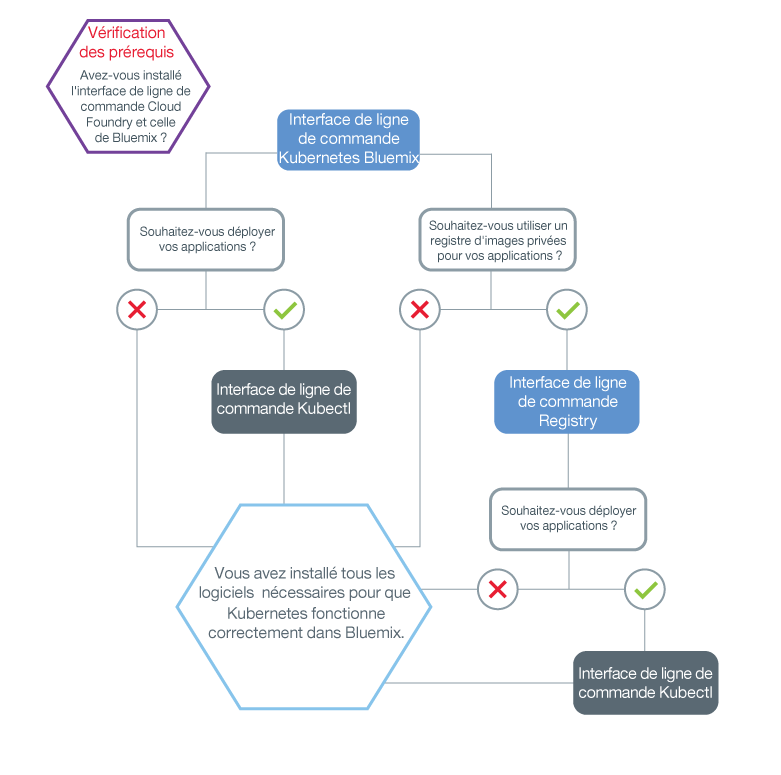 Vérification
des prérequis
Avez-vous installé
l'interface de ligne de
commande Cloud
Foundry et celle
de Bluemix ?
Interface de ligne
de commande
Kubernetes Bluemix
Souhaitez-vous déployer
vos applications ?
Souhaitez-vous utiliser un
registre d'images privées
pour vos applications ?
Interface de ligne de
commande Kubectl
Interface de ligne
de commande
Registry
Souhaitez-vous déployer
vos applications ?
Vous avez installé tous les
logiciels nécessaires pour que
Kubernetes fonctionne
correctement dans Bluemix.
Interface de ligne de
commande Kubectl